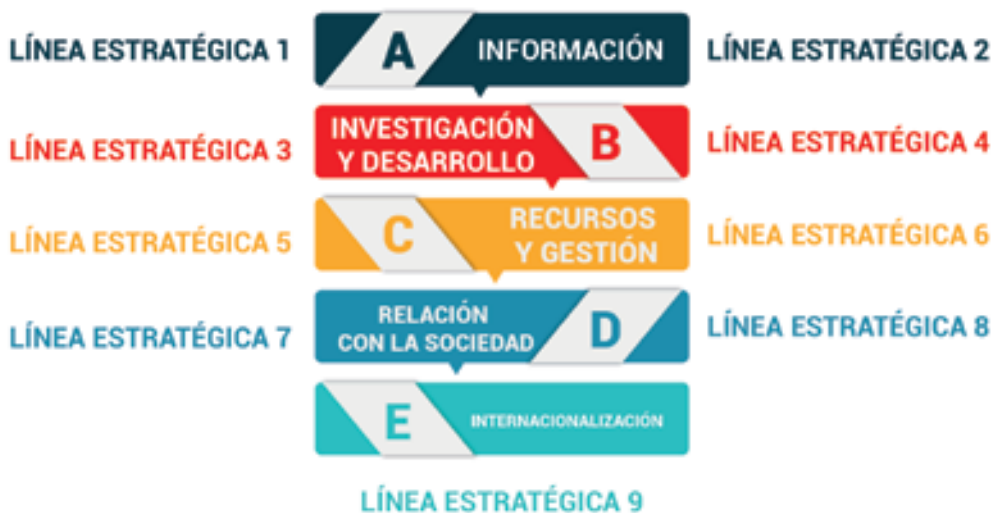 LÍNEA ESTRATÉGICA 1
A
INFORMACIÓN
LÍNEA ESTRATÉGICA 2
LÍNEA ESTRATÉGICA 3
INVESTIGACIÓN
Y DESARROLLO
B
LÍNEA ESTRATÉGICA 4
LÍNEA ESTRATÉGICA 5
C
RECURSOS
Y GESTIÓN
LÍNEA ESTRATÉGICA 6
LÍNEA ESTRATÉGICA 7
RELACIÓN
CON LA SOCIEDAD
D
LÍNEA ESTRATÉGICA 8
E
INTERNACIONALIZACIÓN
LÍNEA ESTRATÉGICA 9